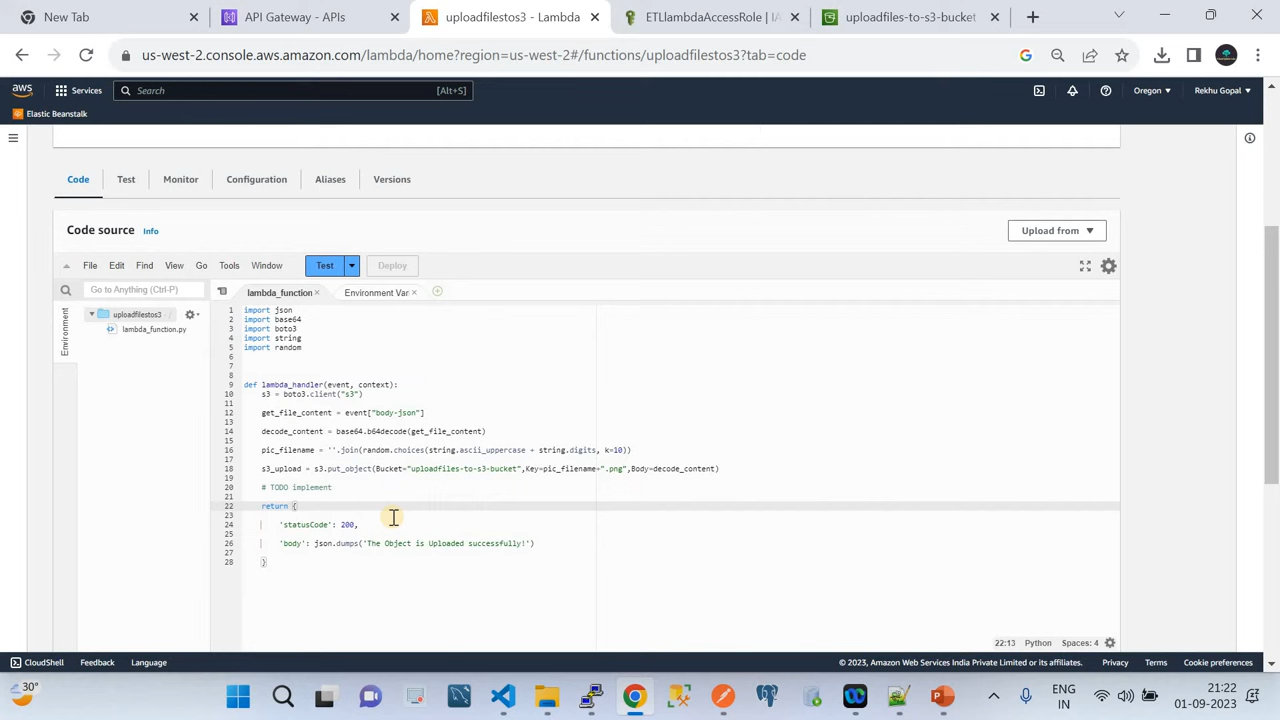 New Tab
API Gateway - APIs
uploadfilestos3 - Lambda
ETLlambdaAccessRole | IA
uploadfiles-to-s3-bucket
us-west-2.console.aws.amazon.com/lambda/home?region=us-west-2#/functions/uploadfilestos3?tab=code
aws
Services
Search
[Alt+S]
Oregon
Rekhu Gopal
Elastic Beanstalk
Code
Test
Monitor
Configuration
Aliases
Versions
Code source
Info
Upload from
File
Edit
Find
View
Go
Tools
Window
Test
Deploy
Go to Anything (Ctrl-P)
lambda_function
Environment Var
Environment
uploadfilestos3
lambda_function.py
1 import json
2 import base64
3 import boto3
4 import string
5 import random
6
7
8
9 def lambda_handler(event, context):
10 s3 = boto3.client("s3")
11
12 get_file_content = event["body-json"]
13
14 decode_content = base64.b64decode(get_file_content)
15
16 pic_filename = ''.join(random.choices(string.ascii_uppercase + string.digits, k=10))
17
18 s3_upload = s3.put_object(Bucket="uploadfiles-to-s3-bucket",Key=pic_filename+".png",Body=decode_content)
19
20 # TODO implement
21
22 return {
23
24 'statusCode': 200,
25
26 'body': json.dumps('The Object is Uploaded successfully!')
27
28 }
22:13
Python
Spaces: 4
CloudShell
Feedback
Language
© 2023, Amazon Web Services India Private Limited or its affiliates.
Privacy
Terms
Cookie preferences
30°
ENG
IN
21:22
01-09-2023